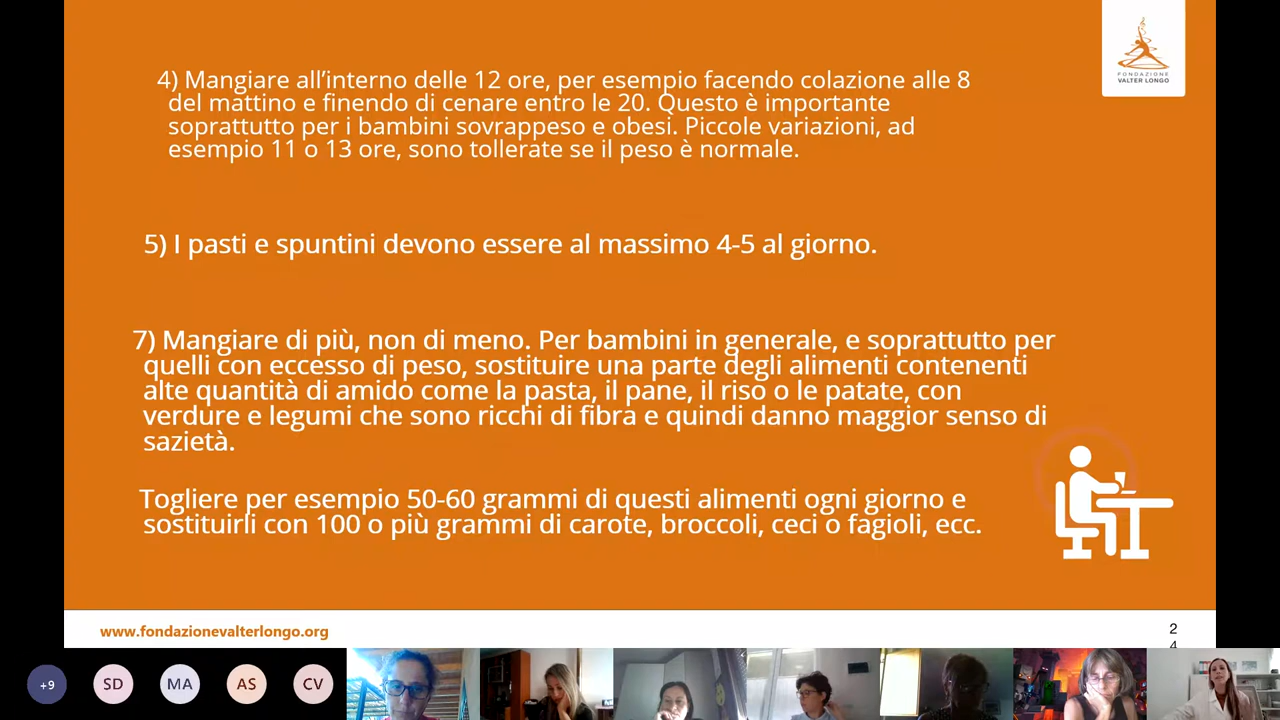 FONDAZIONE
VALTER LONGO
4) Mangiare all’interno delle 12 ore, per esempio facendo colazione alle 8
del mattino e finendo di cenare entro le 20. Questo è importante
soprattutto per i bambini sovrappeso e obesi. Piccole variazioni, ad
esempio 11 o 13 ore, sono tollerate se il peso è normale.
5) I pasti e spuntini devono essere al massimo 4-5 al giorno.
7) Mangiare di più, non di meno. Per bambini in generale, e soprattutto per
quelli con eccesso di peso, sostituire una parte degli alimenti contenenti
alte quantità di amido come la pasta, il pane, il riso o le patate, con
verdure e legumi che sono ricchi di fibra e quindi danno maggior senso di
sazietà.
Togliere per esempio 50-60 grammi di questi alimenti ogni giorno e
sostituirli con 100 o più grammi di carote, broccoli, ceci o fagioli, ecc.
www.fondazionevalterlongo.org
2
4
+9 SD MA AS CV